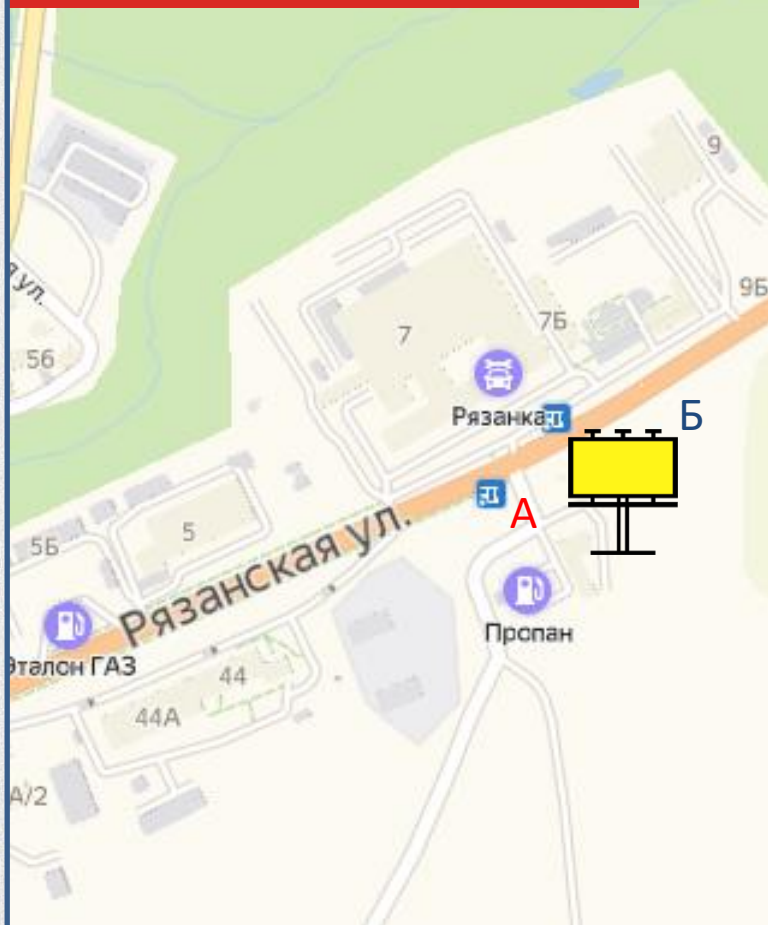 9
9Б
я ул.
56
7
7Б
Рязанка
Б
А
5
5Б
Рязанская ул.
Пропан
Эталон ГАЗ
44
44А
А/2